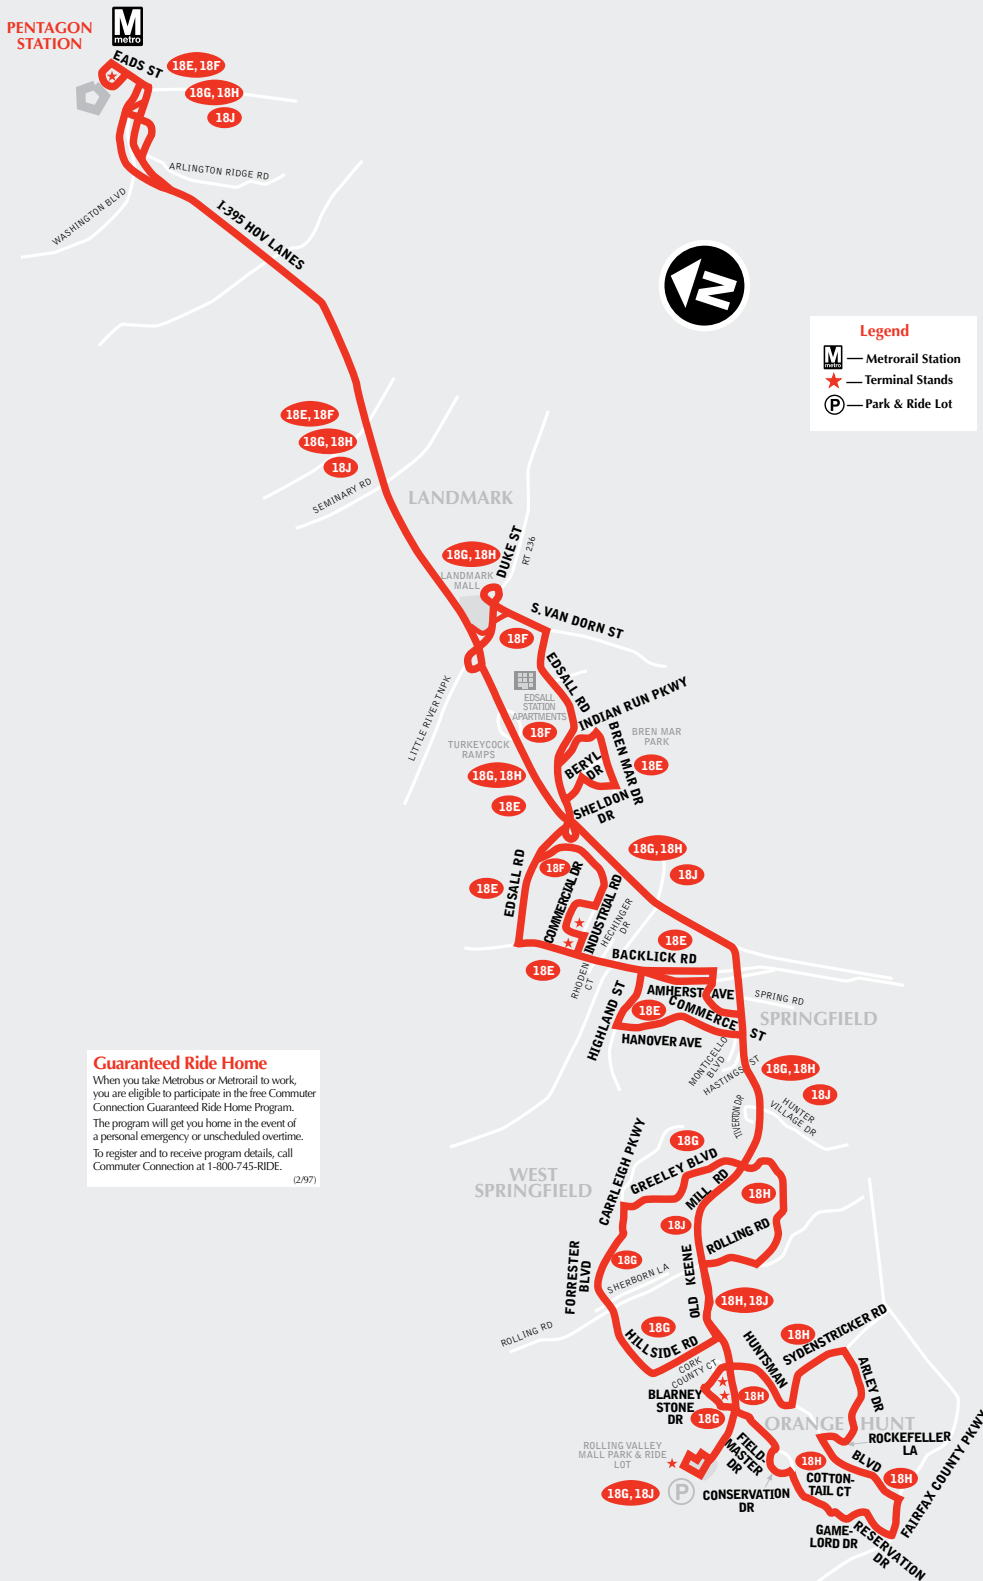 PENTAGON
STATION
M
metro
EADS ST
18E, 18F
18G, 18H
18J
ARLINGTON RIDGE RD
WASHINGTON BLVD
I-395 HOV LANES
N
Legend
M
metro
— Metrorail Station
— Terminal Stands
P — Park & Ride Lot
18E, 18F
18G, 18H
18J
SEMINARY RD
LANDMARK
18G, 18H
DUKE ST
RT 236
LANDMARK
MALL
S. VAN DORN ST
18F
EDSALL RD
EDSALL
STATION
APARTMENTS
INDIAN RUN PKWY
LITTLE RIVER TNPK
18F
BREN MAR DR
BREN MAR
PARK
TURKEYCOCK
RAMPS
BERYL
DR
18E
18G, 18H
18E
SHELDON
DR
18G, 18H
18J
EDSALL RD
18F
18E
COMMERCIAL DR
INDUSTRIAL RD
HECHINGER
DR
18E
BACKLICK RD
18E
RHODEN
CT
AMHERST AVE
SPRING RD
HIGHLAND ST
18E
COMMERCE ST
SPRINGFIELD
HANOVER AVE
MONTICELLO
BLVD
HASTINGS ST
18G, 18H
18J
Guaranteed Ride Home
When you take Metrobus or Metrorail to work,
you are eligible to participate in the free Commuter
Connection Guaranteed Ride Home Program.
The program will get you home in the event of
a personal emergency or unscheduled overtime.
To register and to receive program details, call
Commuter Connection at 1-800-745-RIDE.
(2/97)
TIVERTON DR
HUNTER
VILLAGE DR
CARRLEIGH PKWY
18G
GREELEY BLVD
WEST
SPRINGFIELD
MILL RD
18H
18J
ROLLING RD
FORRESTER
BLVD
18G
SHERBORN LA
OLD KEENE
18H, 18J
ROLLING RD
18G
HILLSIDE RD
HUNTSMAN
18H
SYDENSTRICKER RD
CORK
COUNTY CT
ARLEY DR
BLARNEY
STONE
DR
18H
18G
ORANGE HUNT
ROCKEFELLER
LA
FAIRFAX COUNTY PKWY
ROLLING VALLEY
MALL PARK & RIDE
LOT
FIELD-
MASTER
DR
BLVD
18H
COTTON-
TAIL CT
18H
18G, 18J
P
CONSERVATION
DR
GAME-
LORD DR
RESERVATION
DR